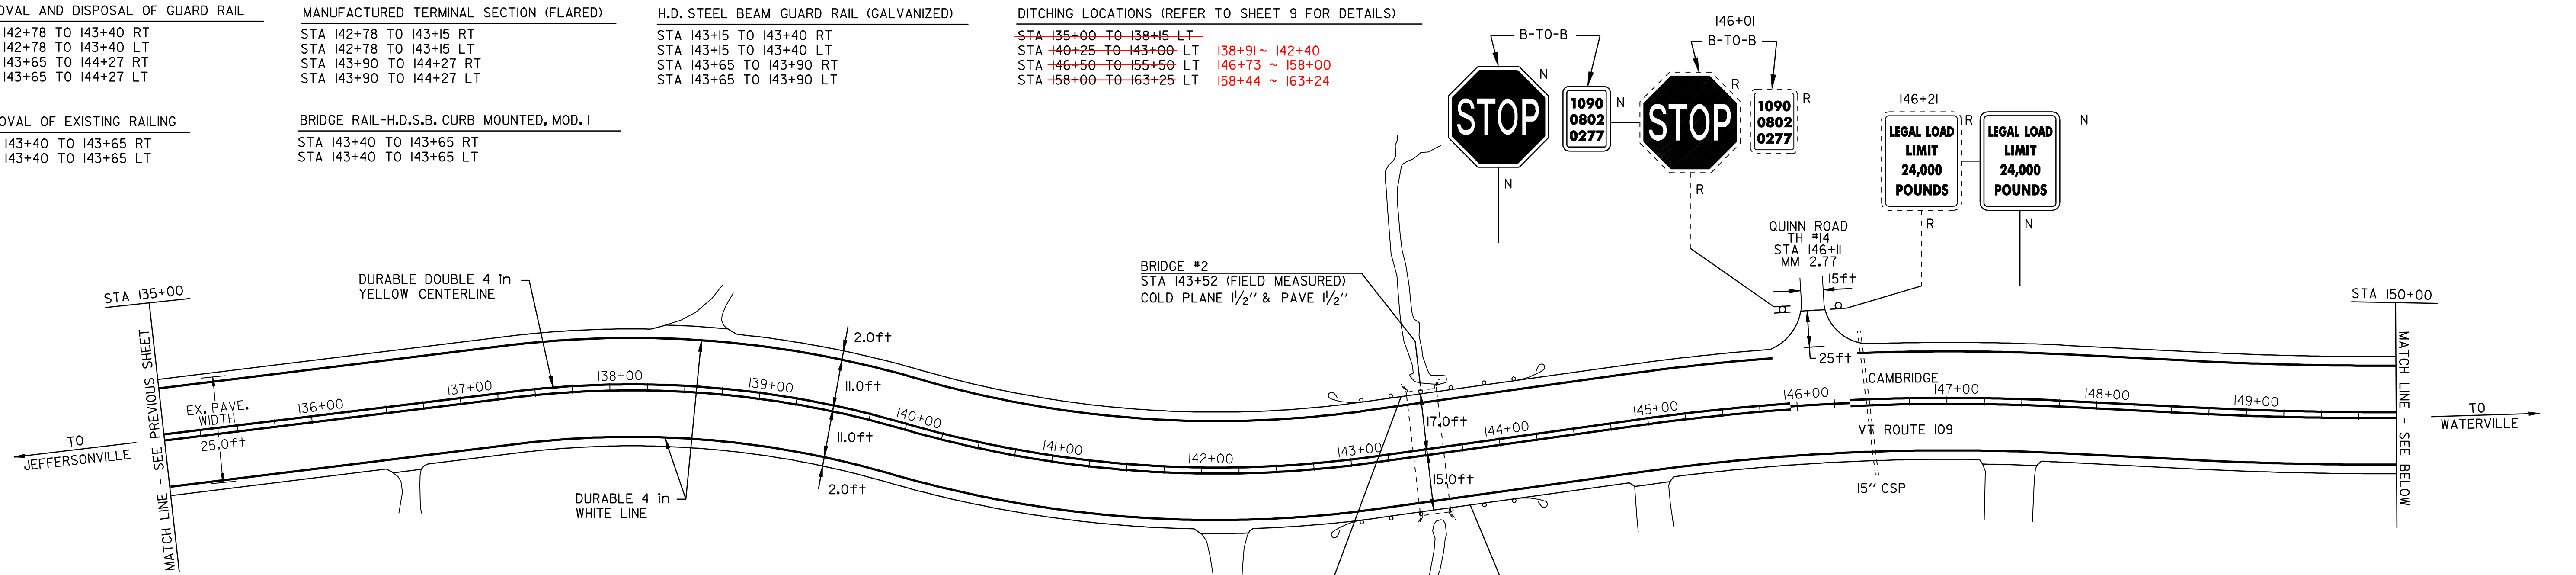 OVAL AND DISPOSAL OF GUARD RAIL
142+78 TO 143+40 RT
142+78 TO 143+40 LT
143+65 TO 144+27 RT
143+65 TO 144+27 LT
OVAL OF EXISTING RAILING
143+40 TO 143+65 RT
143+40 TO 143+65 LT
MANUFACTURED TERMINAL SECTION (FLARED)
STA 142+78 TO 143+15 RT
STA 142+78 TO 143+15 LT
STA 143+90 TO 144+27 RT
STA 143+90 TO 144+27 LT
BRIDGE RAIL-H.D.S.B. CURB MOUNTED, MOD. I
STA 143+40 TO 143+65 RT
STA 143+40 TO 143+65 LT
H.D. STEEL BEAM GUARD RAIL (GALVANIZED)
STA 143+15 TO 143+40 RT
STA 143+15 TO 143+40 LT
STA 143+65 TO 143+90 RT
STA 143+65 TO 143+90 LT
DITCHING LOCATIONS (REFER TO SHEET 9 FOR DETAILS)
STA 135+00 TO 138+15 LT
STA 140+25 TO 143+00 LT 138+91 ~ 142+40
STA 146+50 TO 155+50 LT 146+73 ~ 158+00
STA 158+00 TO 163+25 LT 158+44 ~ 163+24
B-TO-B
STOP
N
N
1090
0802
0277
N
146+01
B-TO-B
STOP
R
R
1090
0802
0277
R
146+21
LEGAL LOAD
LIMIT
24,000
POUNDS
R
R
LEGAL LOAD
LIMIT
24,000
POUNDS
N
N
QUINN ROAD
TH #14
STA 146+11
MM 2.77
15ft
25ft
BRIDGE #2
STA 143+52 (FIELD MEASURED)
COLD PLANE 1 1/2" & PAVE 1 1/2"
DURABLE DOUBLE 4 in
YELLOW CENTERLINE
STA 135+00
MATCH LINE - SEE PREVIOUS SHEET
TO
JEFFERSONVILLE
EX. PAVE.
WIDTH
25.0ft
136+00
137+00
138+00
139+00
140+00
141+00
142+00
143+00
144+00
145+00
146+00
147+00
148+00
149+00
2.0ft
11.0ft
11.0ft
2.0ft
DURABLE 4 in
WHITE LINE
17.0ft
15.0ft
CAMBRIDGE
VT ROUTE 109
15" CSP
STA 150+00
MATCH LINE - SEE BELOW
TO
WATERVILLE